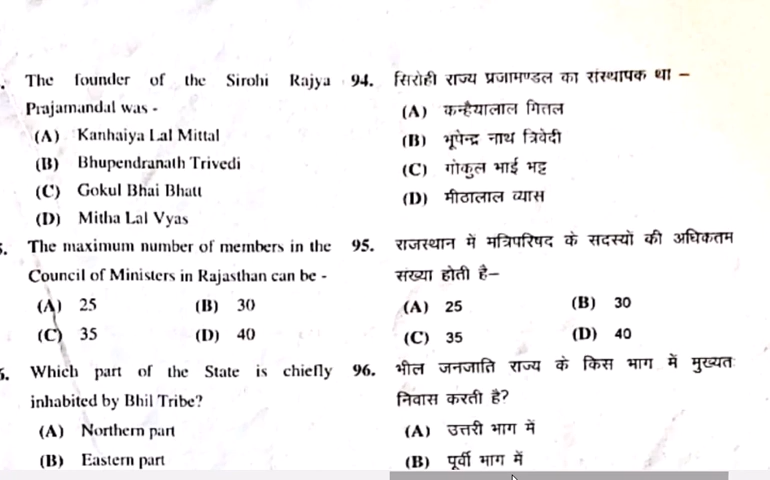 The founder of the Sirohi Rajya
Prajamandal was -
(A) Kanhaiya Lal Mittal
(B) Bhupendranath Trivedi
(C) Gokul Bhai Bhatt
(D) Mitha Lal Vyas
The maximum number of members in the
Council of Ministers in Rajasthan can be -
(A) 25 (B) 30
(C) 35 (D) 40
Which part of the State is chiefly
inhabited by Bhil Tribe?
(A) Northern part
(B) Eastern part
94. सिरोही राज्य प्रजामण्डल का संस्थापक था –
(A) कन्हैयालाल मितल
(B) भूपेन्द्र नाथ त्रिवेदी
(C) गोकुल भाई भट्ट
(D) मीठालाल व्यास
95. राजस्थान में मत्रिपरिषद के सदस्यों की अधिकतम
संख्या होती है–
(A) 25 (B) 30
(C) 35 (D) 40
96. भील जनजाति राज्य के किस भाग में मुख्यतः
निवास करती है?
(A) उत्तरी भाग में
(B) पूर्वी भाग में